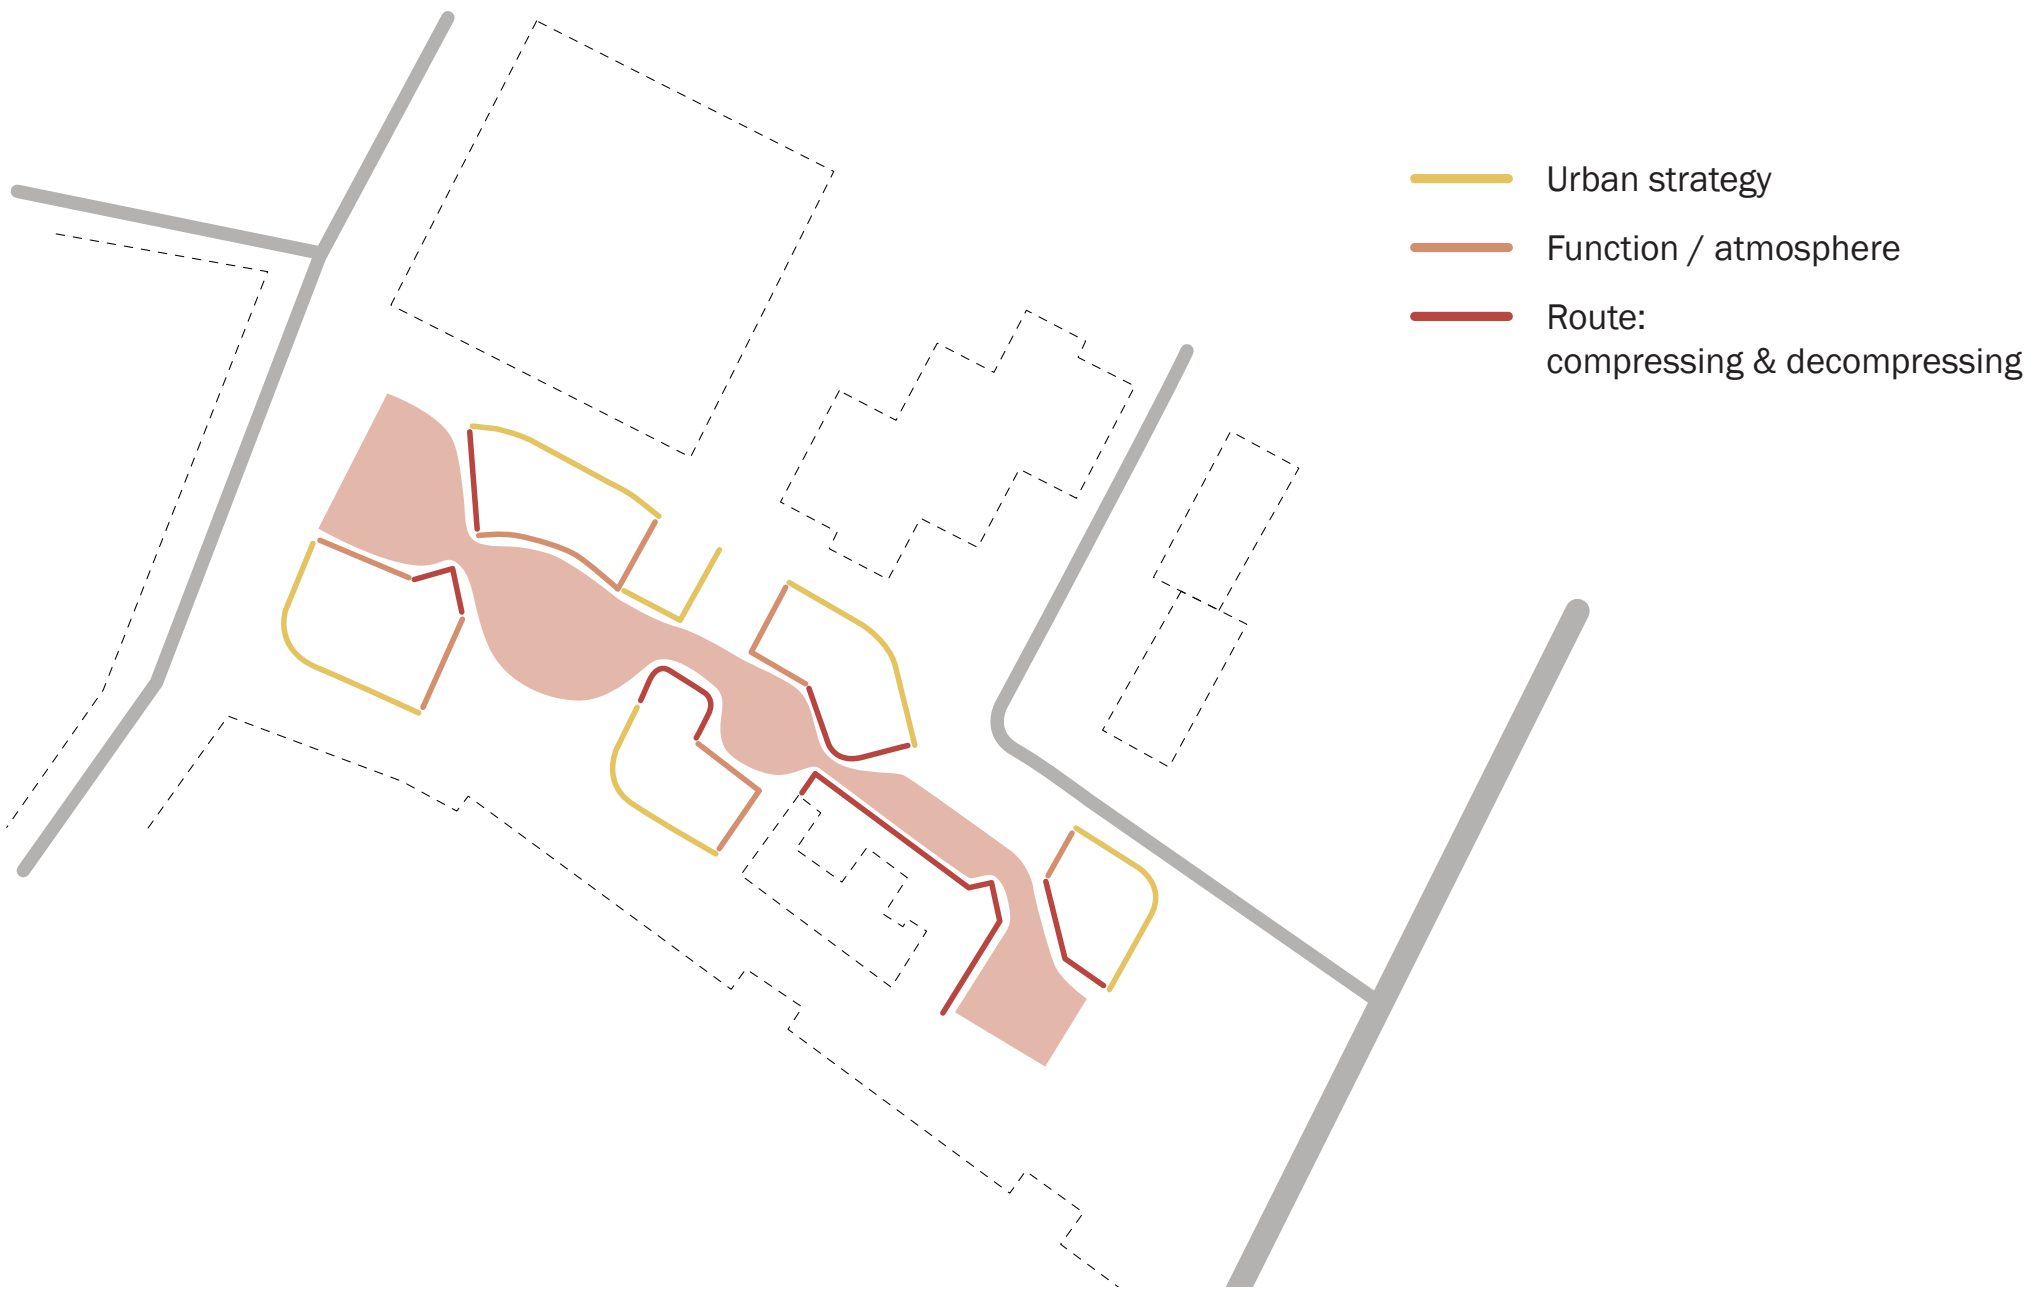 Urban strategy
Function / atmosphere
Route:
compressing & decompressing